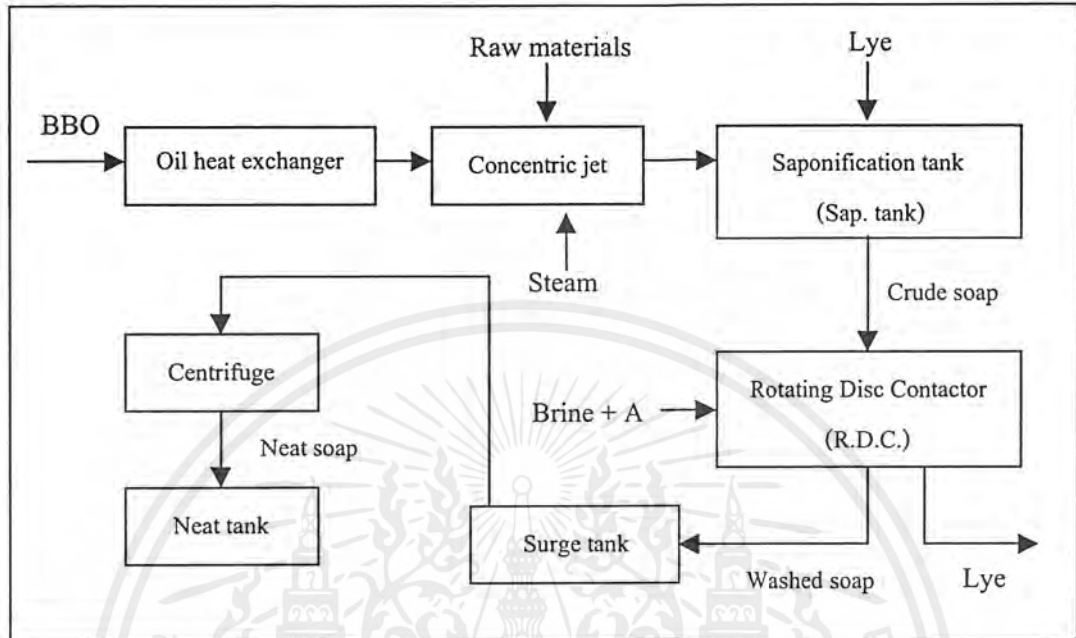 Raw materials
Lye
BBO
Oil heat exchanger
Concentric jet
Saponification tank
(Sap. tank)
Steam
Crude soap
Centrifuge
Rotating Disc Contactor
(R.D.C.)
Brine + A
Neat soap
Neat tank
Surge tank
Washed soap
Lye